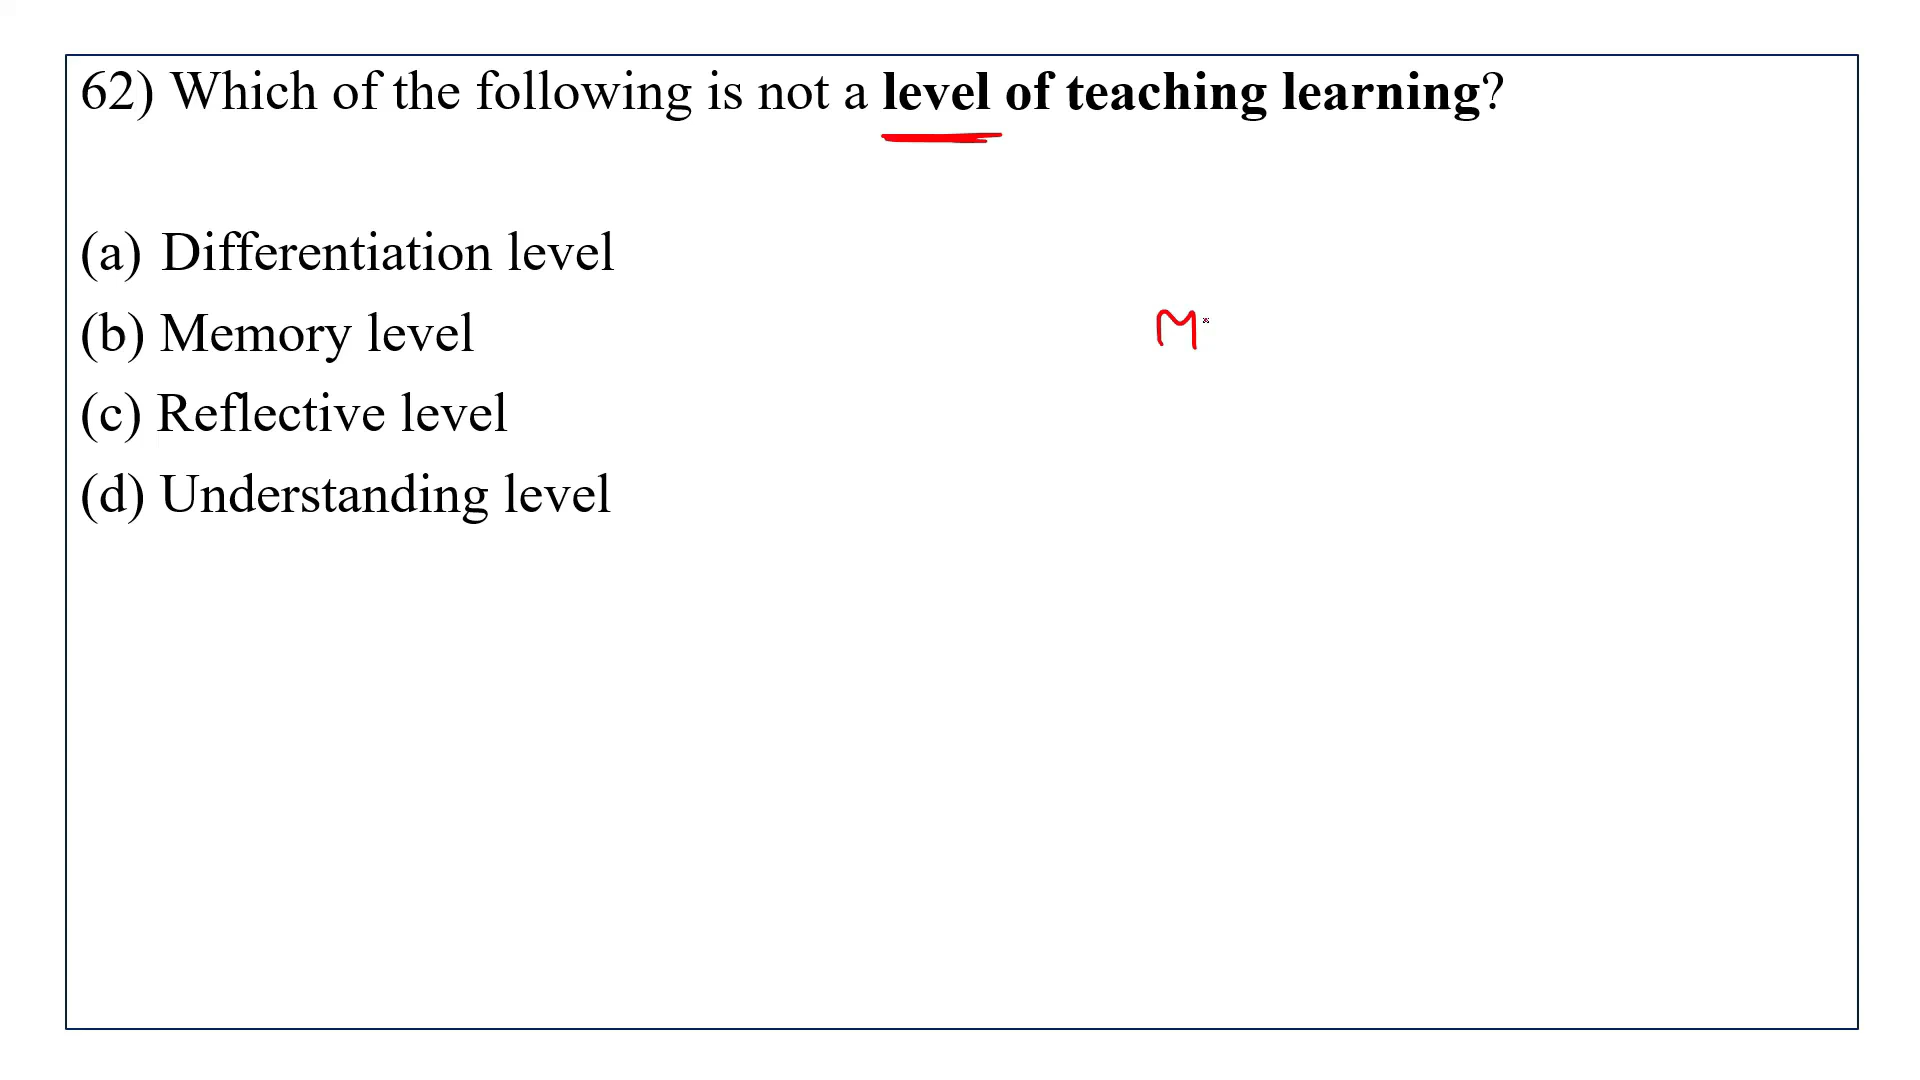 62) Which of the following is not a level of teaching learning?
(a) Differentiation level
(b) Memory level
M
(c) Reflective level
(d) Understanding level